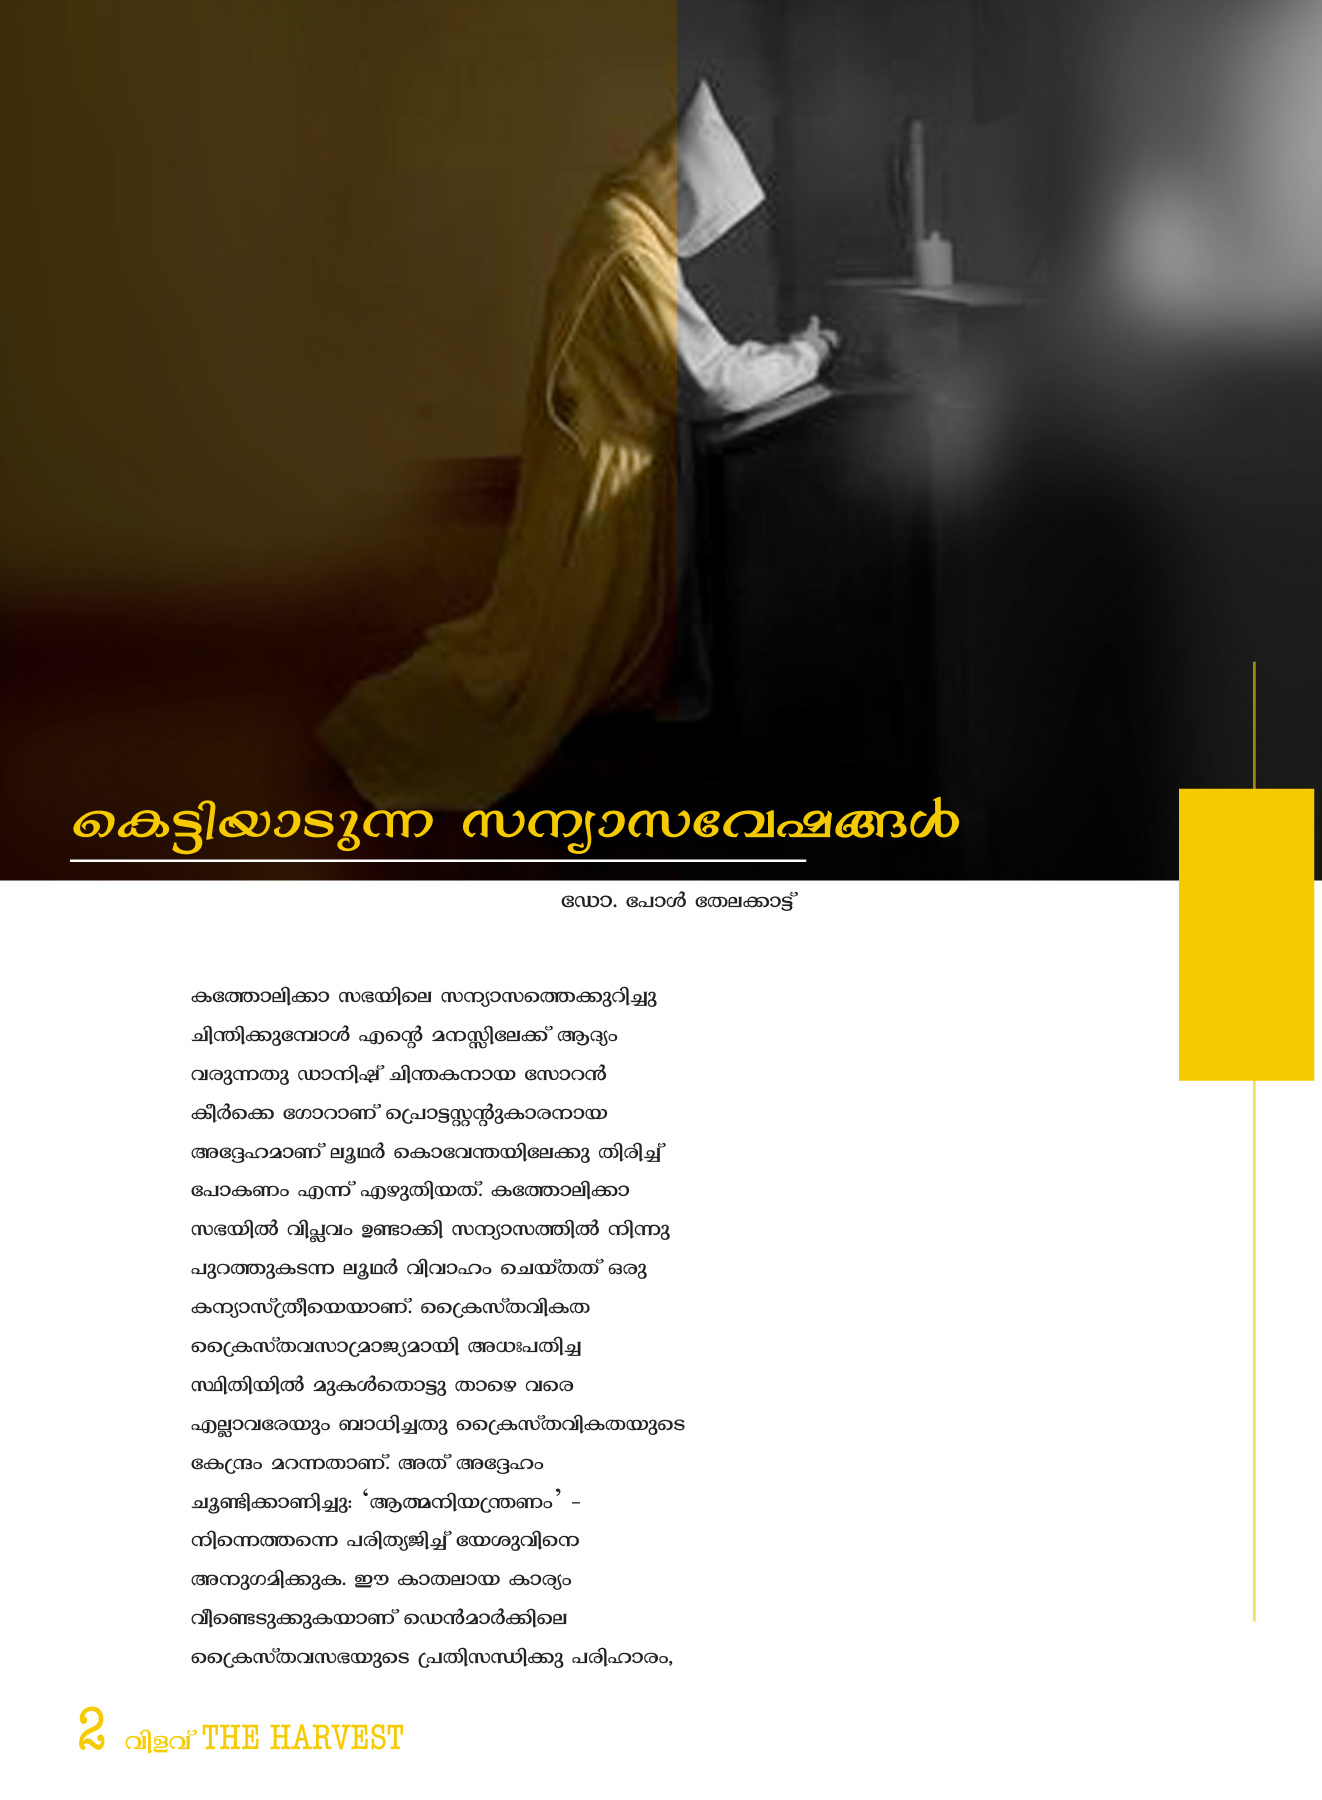 കെട്ടിയാടുന്ന സന്യാസവേഷങ്ങൾ
ഡോ. പോൾ തേലക്കാട്ട്
കത്തോലിക്കാ സഭയിലെ സന്യാസത്തെക്കുറിച്ചു
ചിന്തിക്കുമ്പോൾ എന്റെ മനസ്സിലേക്ക് ആദ്യം
വരുന്നതു ഡാനിഷ് ചിന്തകനായ സോറൻ
കീർക്കെ ഗോറാണ് പ്രൊട്ടസ്റ്റന്റുകാരനായ
അദ്ദേഹമാണ് ലൂഥർ കൊവേന്തയിലേക്കു തിരിച്ച്
പോകണം എന്ന് എഴുതിയത്. കത്തോലിക്കാ
സഭയിൽ വിപ്ലവം ഉണ്ടാക്കി സന്യാസത്തിൽ നിന്നു
പുറത്തുകടന്ന ലൂഥർ വിവാഹം ചെയ്തത് ഒരു
കന്യാസ്ത്രീയെയാണ്. ക്രൈസ്തവികത
ക്രൈസ്തവസാമ്രാജ്യമായി അധഃപതിച്ച
സ്ഥിതിയിൽ മുകൾതൊട്ടു താഴെ വരെ
എല്ലാവരേയും ബാധിച്ചതു ക്രൈസ്തവികതയുടെ
കേന്ദ്രം മറന്നതാണ്. അത് അദ്ദേഹം
ചൂണ്ടിക്കാണിച്ചു: ‘ആത്മനിയന്ത്രണം’ -
നിന്നെത്തന്നെ പരിത്യജിച്ച് യേശുവിനെ
അനുഗമിക്കുക. ഈ കാതലായ കാര്യം
വീണ്ടെടുക്കുകയാണ് ഡെൻമാർക്കിലെ
ക്രൈസ്തവസഭയുടെ പ്രതിസന്ധിക്കു പരിഹാരം,
2 വിളവ് THE HARVEST